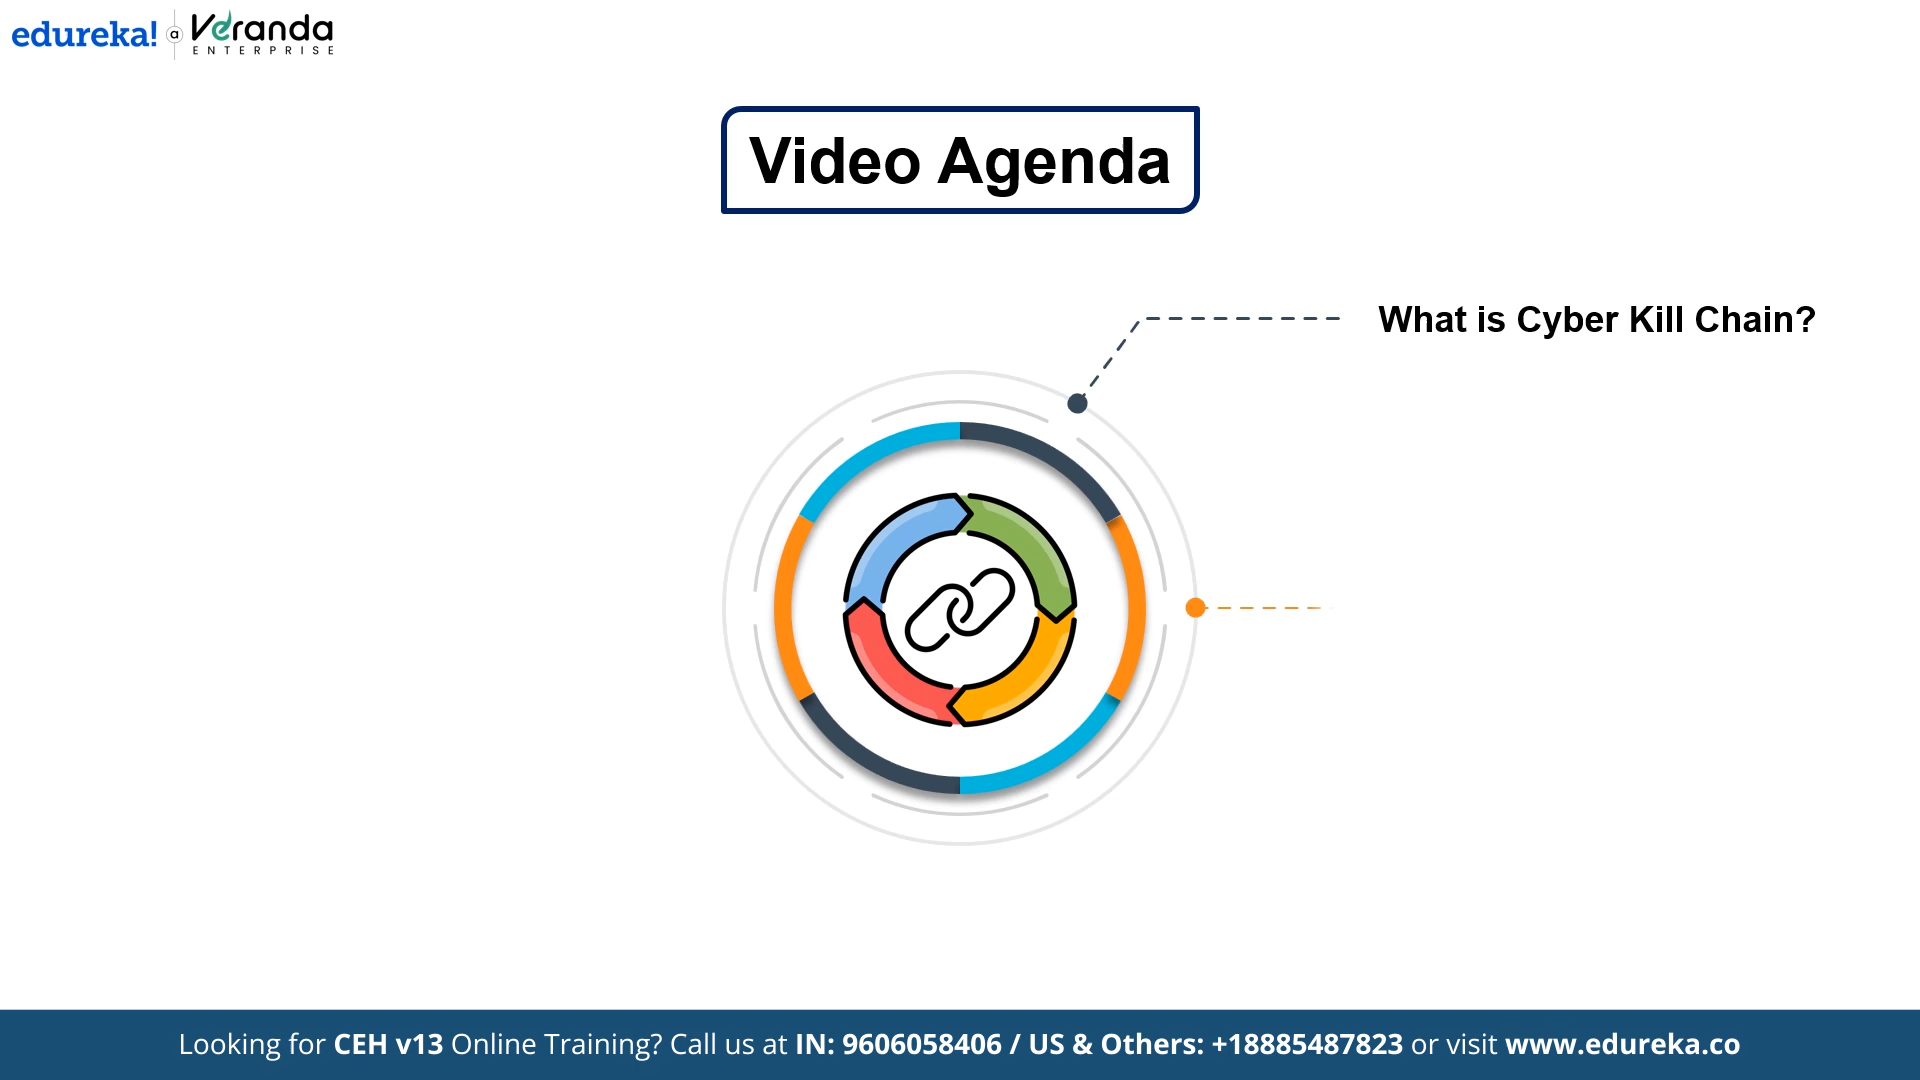 edureka! a Veranda
ENTERPRISE
Video Agenda
What is Cyber Kill Chain?
Looking for CEH v13 Online Training? Call us at IN: 9606058406 / US & Others: +18885487823 or visit www.edureka.co